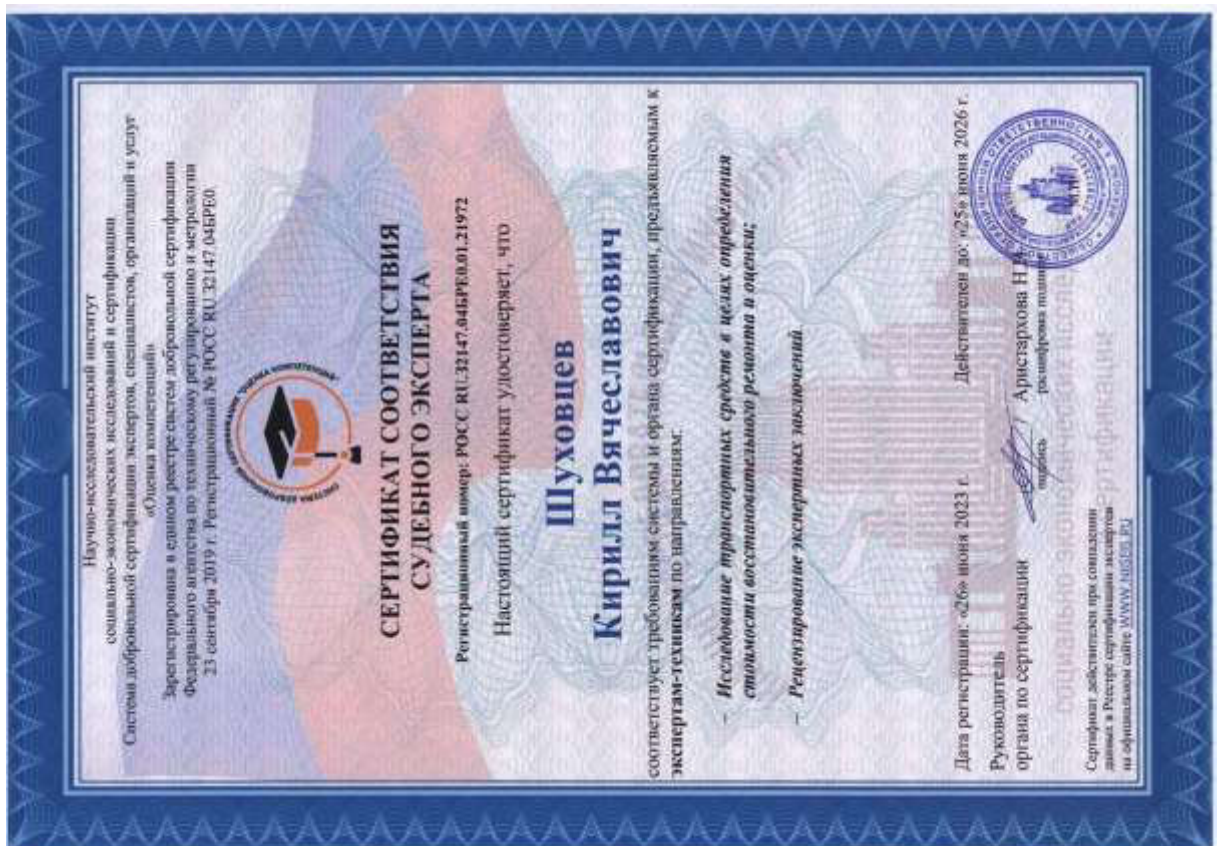 Научно-исследовательский институт
социально-экономических исследований и сертификации
Система добровольной сертификации экспертов, специалистов, организаций и услуг
«Оценка компетенций»
Зарегистрирована в едином реестре систем добровольной сертификации
Федерального агентства по техническому регулированию и метрологии
23 сентября 2019 г. Регистрационный № РОСС RU 32147 04БРЕ0
СЕРТИФИКАТ СООТВЕТСТВИЯ
СУДЕБНОГО ЭКСПЕРТА
Регистрационный номер: РОСС RU.32147.04БРЕ0.01.21972
Настоящий сертификат удостоверяет, что
Шуховцев
Кирилл Вячеславович
соответствует требованиям системы и органа сертификации, предъявляемым к
экспертам-техникам по направлениям:
– Исследование транспортных средств в целях определения
стоимости восстановительного ремонта и оценки;
– Рецензирование экспертных заключений
Дата регистрации: «26» июня 2023 г. Действителен до: «25» июня 2026 г.
Руководитель
органа по сертификации / Аристархова Н.
подпись расшифровка подписи
Сертификат действителен при совпадении
данных в Реестре сертификации экспертов
на официальном сайте WWW.NIISEIS.RU